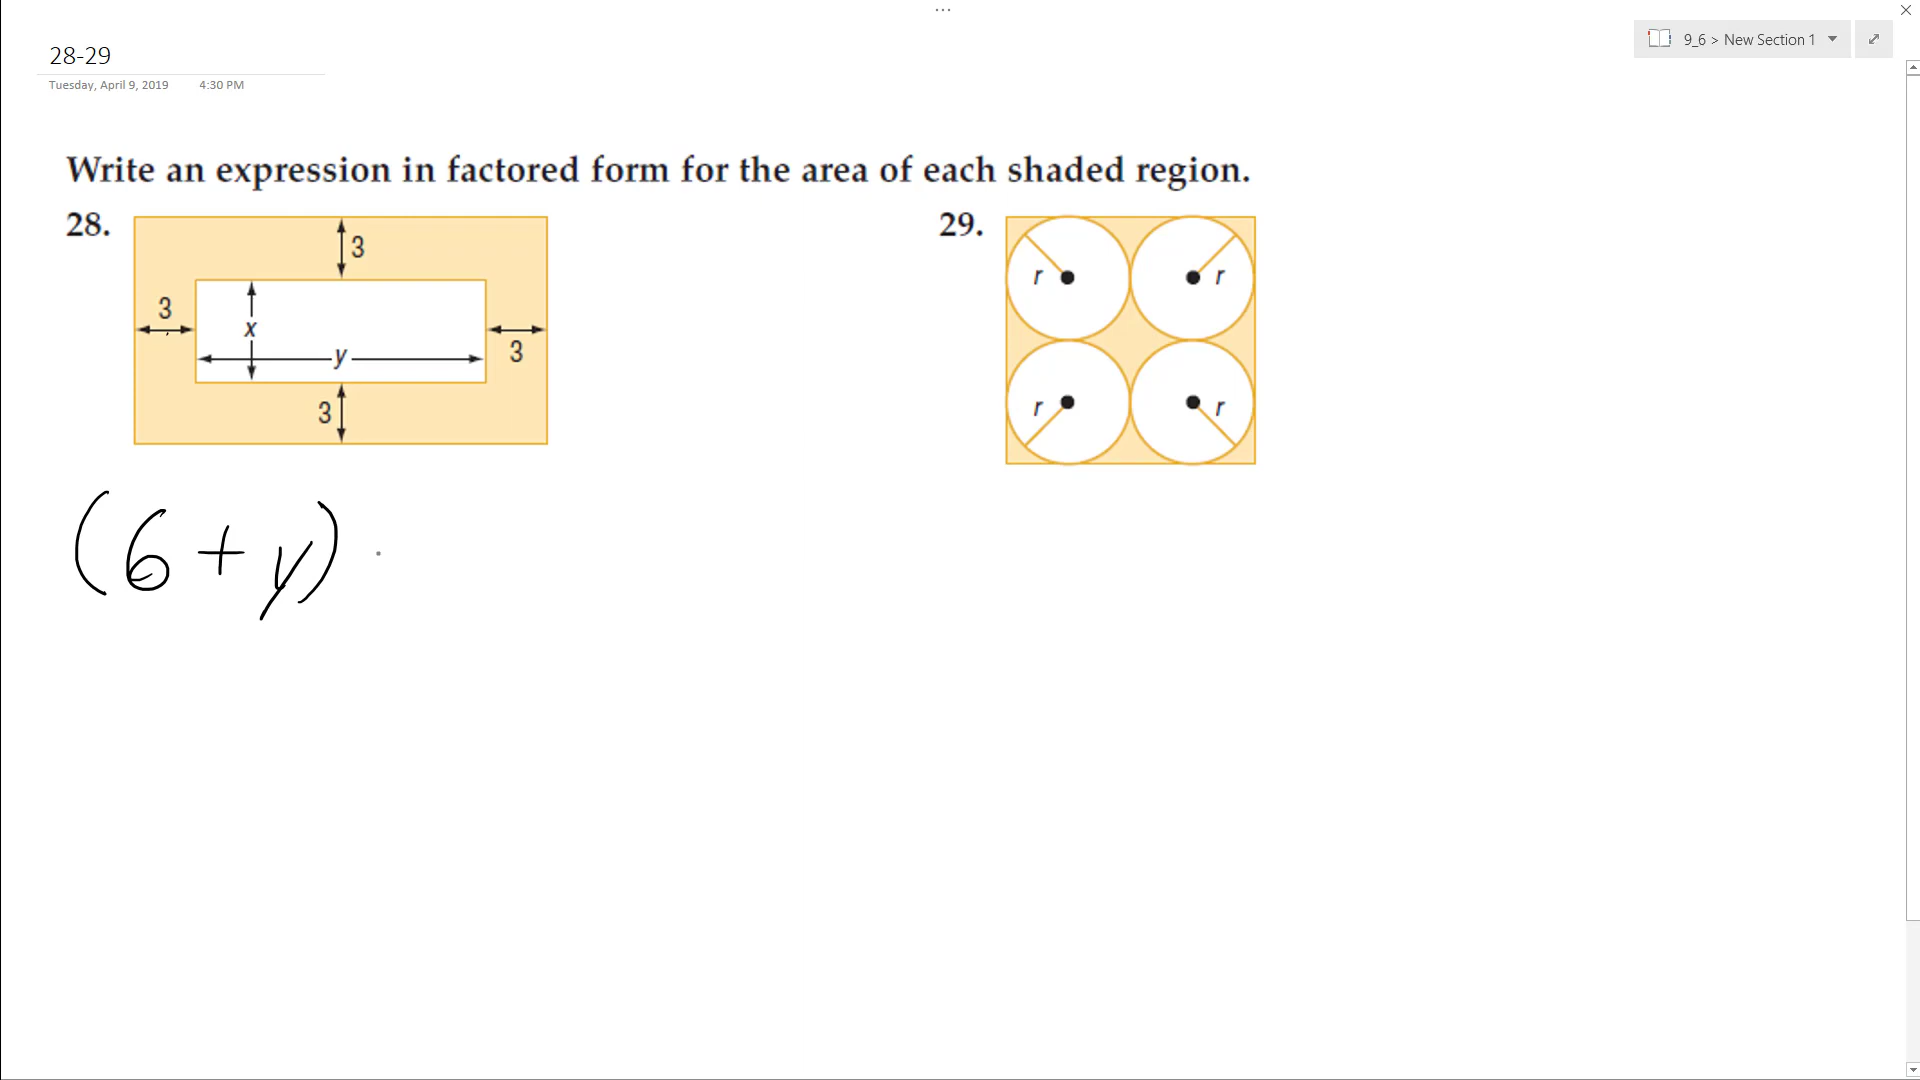 ...
28-29
9_6 > New Section 1
Tuesday, April 9, 2019 4:30 PM
Write an expression in factored form for the area of each shaded region.
28.
3
3
x
y
3
3
29.
r
r
r
r
(6 + y) ·